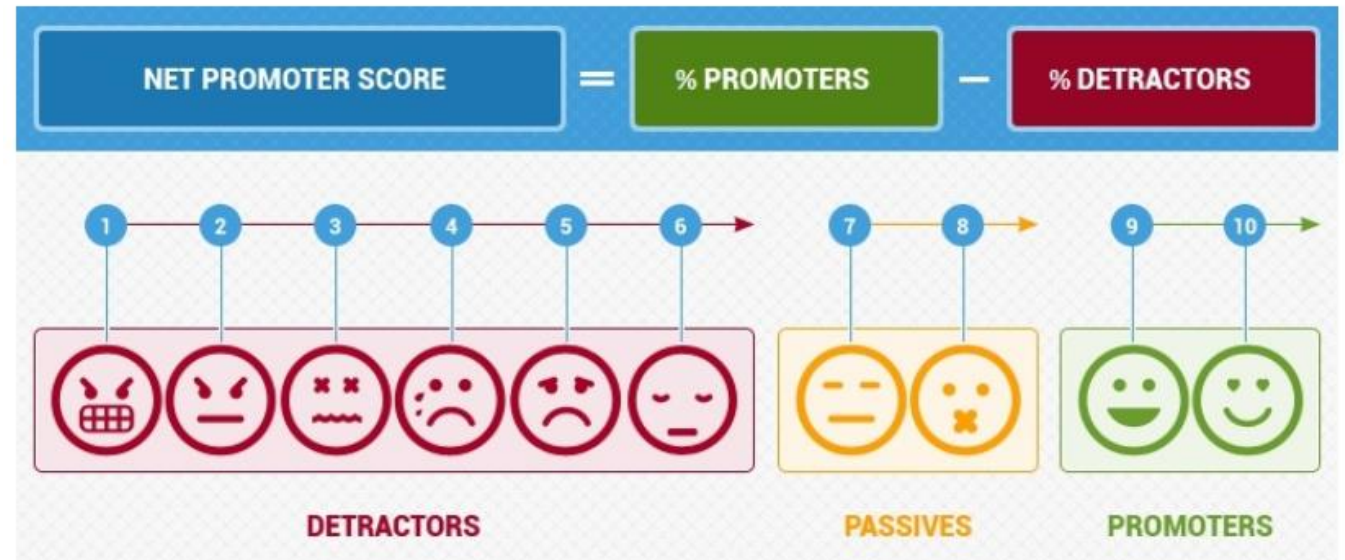 NET PROMOTER SCORE = % PROMOTERS — % DETRACTORS
1 2 3 4 5 6 7 8 9 10
DETRACTORS PASSIVES PROMOTERS